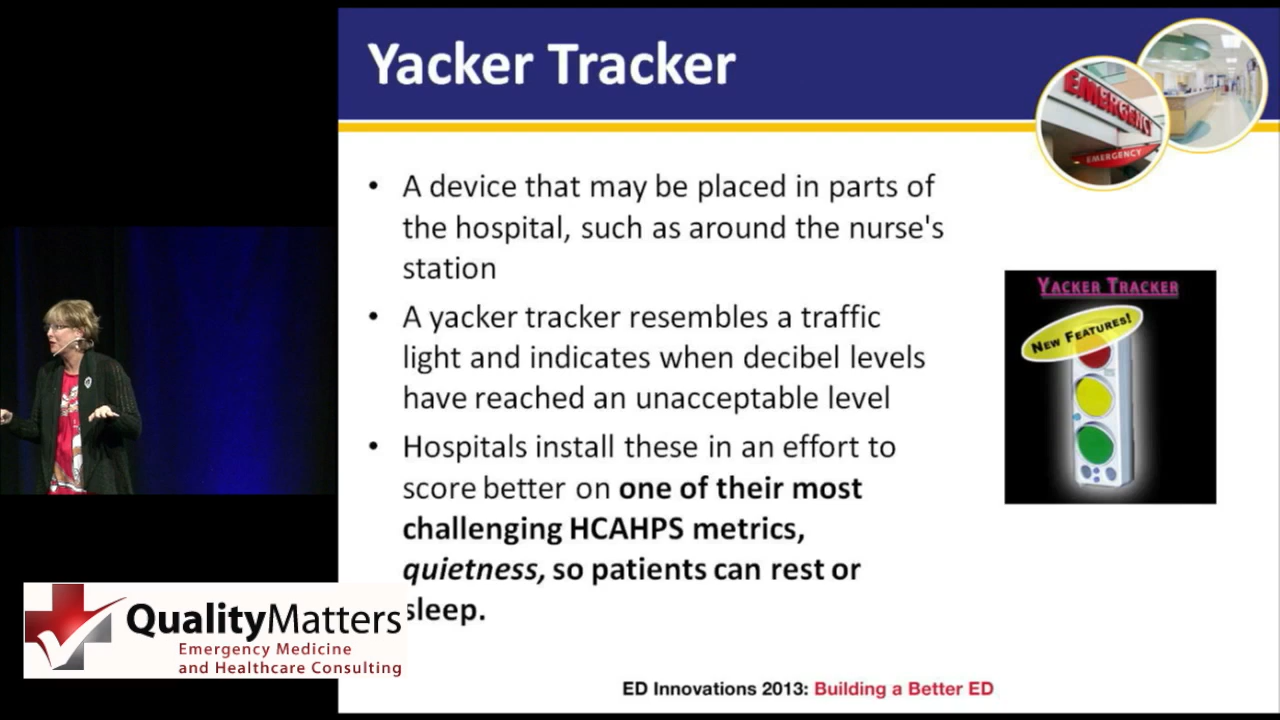 Yacker Tracker
EMERGENC
EMERGENCY
• A device that may be placed in parts of
the hospital, such as around the nurse's
station
• A yacker tracker resembles a traffic
light and indicates when decibel levels
have reached an unacceptable level
• Hospitals install these in an effort to
score better on one of their most
challenging HCAHPS metrics,
quietness, so patients can rest or
sleep.
YACKER TRACKER
NEW FEATURES!
QualityMatters
Emergency Medicine
and Healthcare Consulting
ED Innovations 2013: Building a Better ED